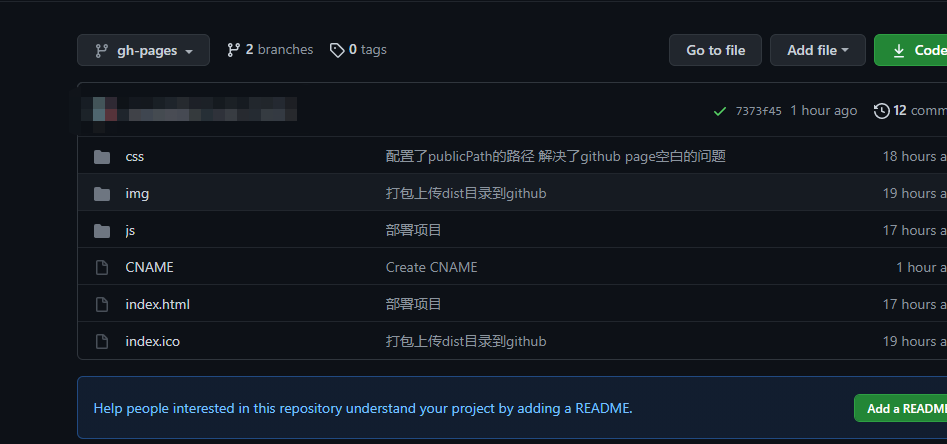 gh-pages 2 branches 0 tags Go to file Add file Code
7373f45 1 hour ago 12
css 配置了publicPath的路径 解决了github page空白的问题 18 hours
img 打包上传dist目录到github 19 hours
js 部署项目 17 hours
CNAME Create CNAME 1 hour
index.html 部署项目 17 hours
index.ico 打包上传dist目录到github 19 hours
Help people interested in this repository understand your project by adding a README. Add a README